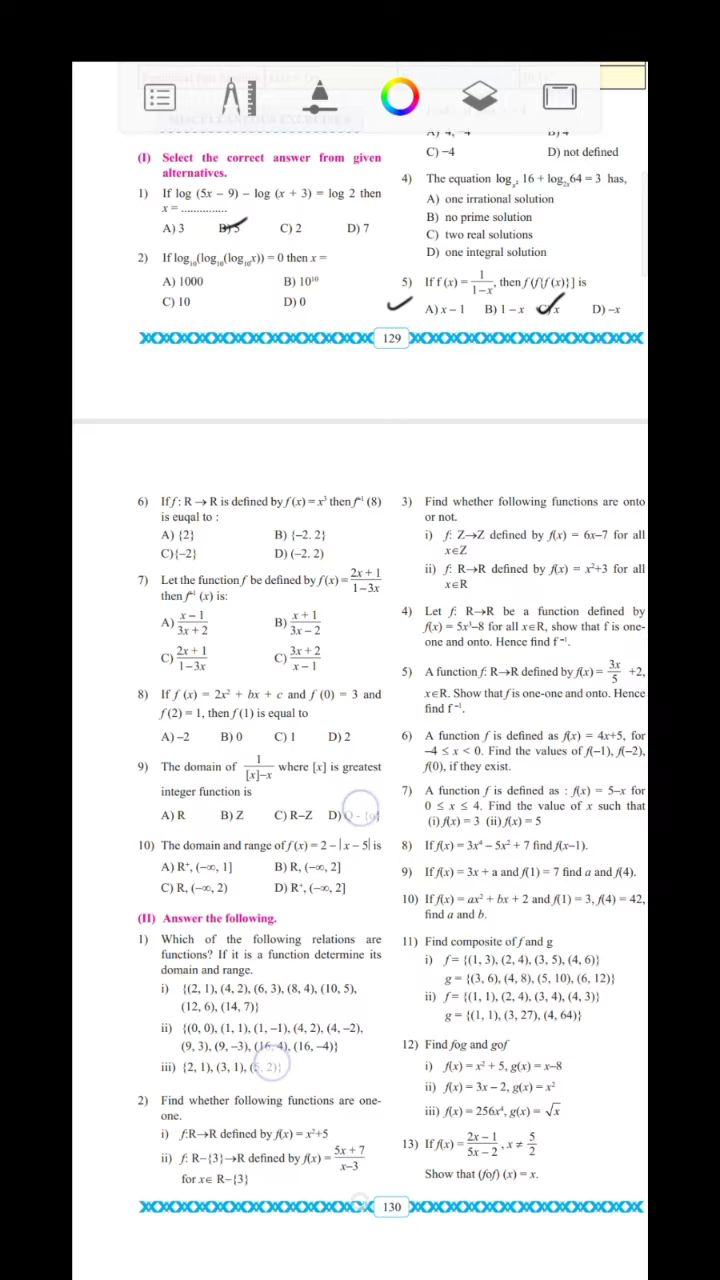 MISCELLANEOUS EXERCISE 6
(I) Select the correct answer from given
alternatives.
1) If log (5x − 9) − log (x + 3) = log 2 then
x = ...............
A) 3 B) 5 C) 2 D) 7
2) If log₁₀(log₁₀(log₁₀x)) = 0 then x =
A) 1000 B) 10¹⁰
C) 10 D) 0
C) −4 D) not defined
4) The equation log 16 + log₂ₓ64 = 3 has,
A) one irrational solution
B) no prime solution
C) two real solutions
D) one integral solution
5) If f (x) = 1/(1−x), then f (f{f (x)}] is
A) x − 1 B) 1 − x C) x D) −x
129
6) If f : R → R is defined by f (x) = x³ then f⁻¹ (8)
is euqal to :
A) {2} B) {−2. 2}
C){−2} D) (−2. 2)
7) Let the function f be defined by f (x) = (2x + 1)/(1 − 3x)
then f⁻¹ (x) is:
A) (x − 1)/(3x + 2) B) (x + 1)/(3x − 2)
C) (2x + 1)/(1 − 3x) C) (3x + 2)/(x − 1)
8) If f (x) = 2x² + bx + c and f (0) = 3 and
f (2) = 1, then f (1) is equal to
A) −2 B) 0 C) 1 D) 2
9) The domain of 1/([x]−x) where [x] is greatest
integer function is
A) R B) Z C) R−Z D) Q - {o}
10) The domain and range of f (x) = 2 − |x − 5| is
A) R⁺, (−∞, 1] B) R, (−∞, 2]
C) R, (−∞, 2) D) R⁺, (−∞, 2]
(II) Answer the following.
1) Which of the following relations are
functions? If it is a function determine its
domain and range.
i) {(2, 1), (4, 2), (6, 3), (8, 4), (10, 5),
(12, 6), (14, 7)}
ii) {(0, 0), (1, 1), (1, −1), (4, 2), (4, −2),
(9, 3), (9, −3), (16, 4), (16, −4)}
iii) {2, 1), (3, 1), (5, 2)}
2) Find whether following functions are one-
one.
i) f:R→R defined by f(x) = x²+5
ii) f: R−{3}→R defined by f(x) = (5x + 7)/(x−3)
for x∈ R−{3}
3) Find whether following functions are onto
or not.
i) f: Z→Z defined by f(x) = 6x−7 for all
x∈Z
ii) f: R→R defined by f(x) = x²+3 for all
x∈R
4) Let f: R→R be a function defined by
f(x) = 5x³−8 for all x∈R, show that f is one-
one and onto. Hence find f⁻¹.
5) A function f: R→R defined by f(x) = 3x/5 +2,
x∈R. Show that f is one-one and onto. Hence
find f⁻¹.
6) A function f is defined as f(x) = 4x+5, for
−4 ≤ x < 0. Find the values of f(−1), f(−2),
f(0), if they exist.
7) A function f is defined as : f(x) = 5−x for
0 ≤ x ≤ 4. Find the value of x such that
(i) f(x) = 3 (ii) f(x) = 5
8) If f(x) = 3x⁴ − 5x² + 7 find f(x−1).
9) If f(x) = 3x + a and f(1) = 7 find a and f(4).
10) If f(x) = ax² + bx + 2 and f(1) = 3, f(4) = 42,
find a and b.
11) Find composite of f and g
i) f = {(1, 3), (2, 4), (3, 5), (4, 6)}
g = {(3, 6), (4, 8), (5, 10), (6, 12)}
ii) f = {(1, 1), (2, 4), (3, 4), (4, 3)}
g = {(1, 1), (3, 27), (4, 64)}
12) Find fog and gof
i) f(x) = x² + 5, g(x) = x−8
ii) f(x) = 3x − 2, g(x) = x²
iii) f(x) = 256x⁴, g(x) = √x
13) If f(x) = (2x − 1)/(5x − 2), x ≠ 5/2
Show that (fof) (x) = x.
130